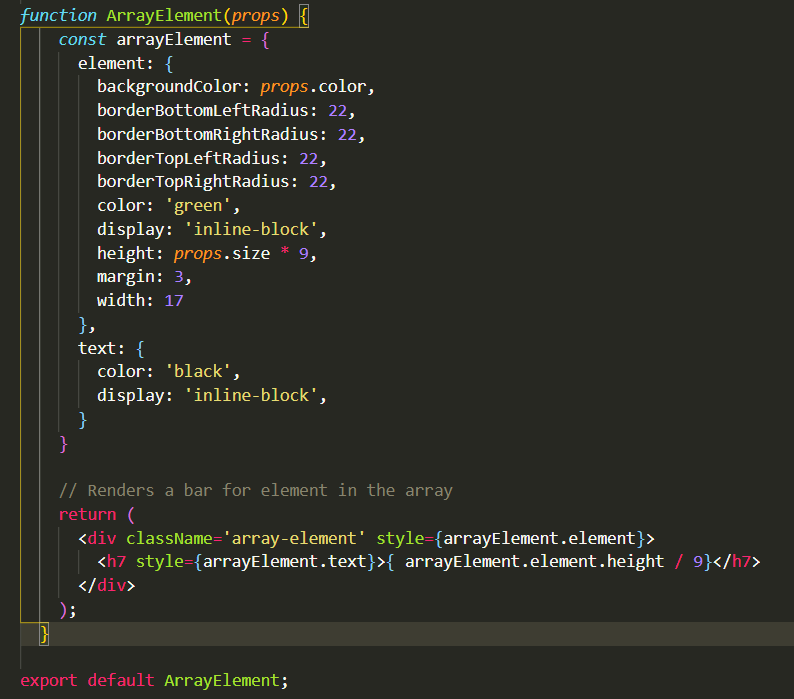 function ArrayElement(props) {
    const arrayElement = {
      element: {
        backgroundColor: props.color,
        borderBottomLeftRadius: 22,
        borderBottomRightRadius: 22,
        borderTopLeftRadius: 22,
        borderTopRightRadius: 22,
        color: 'green',
        display: 'inline-block',
        height: props.size * 9,
        margin: 3,
        width: 17
      },
      text: {
        color: 'black',
        display: 'inline-block',
      }
    }

    // Renders a bar for element in the array
    return (
      <div className='array-element' style={arrayElement.element}>
        <h7 style={arrayElement.text}>{ arrayElement.element.height / 9}</h7>
      </div>
    );
  }

export default ArrayElement;